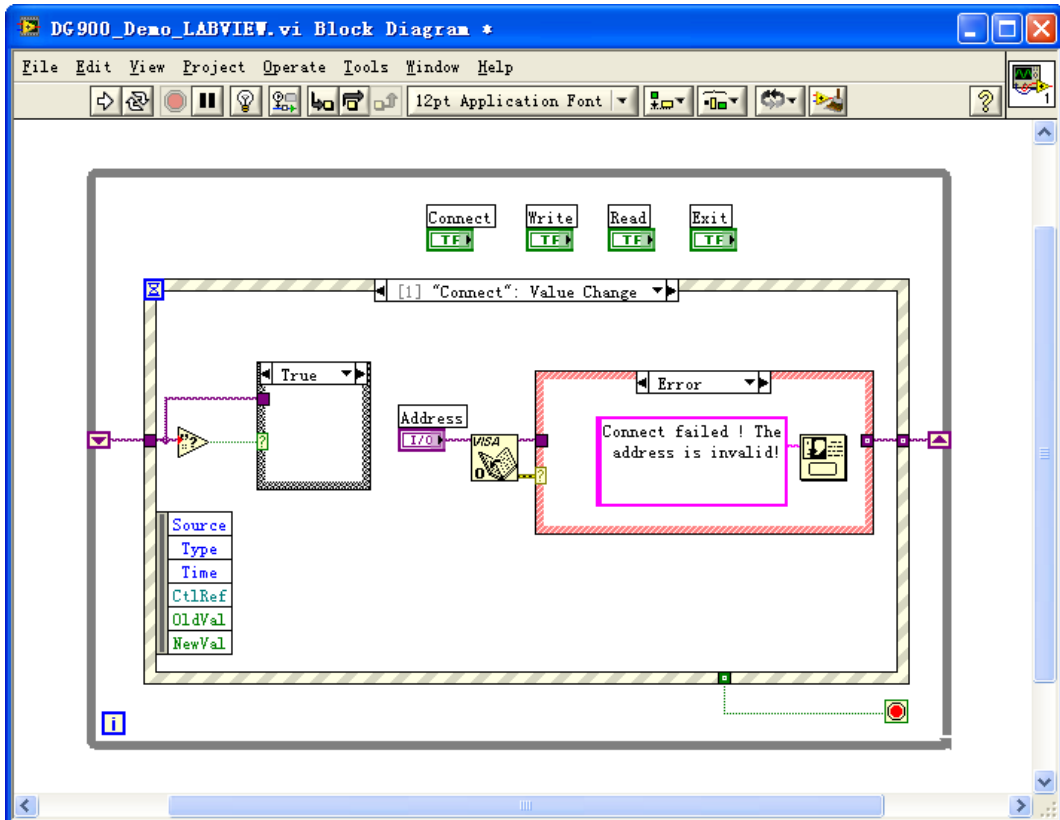 DG900_Demo_LABVIEW.vi Block Diagram *
File Edit View Project Operate Tools Window Help
12pt Application Font
?
1
Connect Write Read Exit
TF TF TF TF
[1] "Connect": Value Change
True
Error
Address
I/O
VISA
Connect failed ! The
address is invalid!
"?
?
?
Source
Type
Time
CtlRef
OldVal
NewVal
i